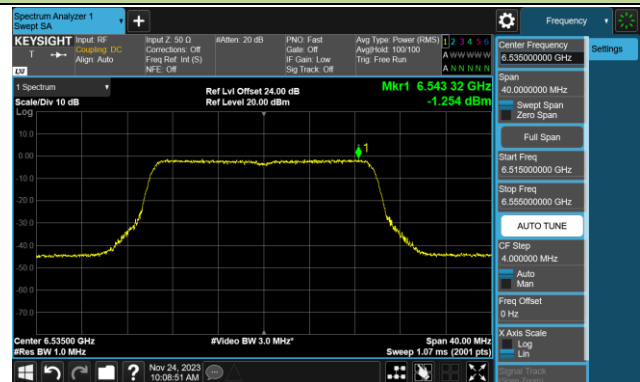 Spectrum Analyzer 1
Swept SA
+
Frequency
KEYSIGHT
Input: RF
Coupling: DC
Align: Auto
Input Z: 50 Ω
Corrections: Off
Freq Ref: Int (S)
NFE: Off
#Atten: 20 dB
PNO: Fast
Gate: Off
IF Gain: Low
Sig Track: Off
Avg Type: Power (RMS)
Avg|Hold: 100/100
Trig: Free Run
1 2 3 4 5 6
A W W W W W
A N N N N N
T
LXI
Center Frequency
6.535000000 GHz
Settings
Span
40.0000000 MHz
Swept Span
Zero Span
Full Span
Start Freq
6.515000000 GHz
Stop Freq
6.555000000 GHz
AUTO TUNE
CF Step
4.000000 MHz
Auto
Man
Freq Offset
0 Hz
X Axis Scale
Log
Lin
Signal Track
(Span Zoom)
1 Spectrum
Scale/Div 10 dB
Log
Ref Lvl Offset 24.00 dB
Ref Level 20.00 dBm
Mkr1 6.543 32 GHz
-1.254 dBm
1
10.0
0.00
-10.0
-20.0
-30.0
-40.0
-50.0
-60.0
-70.0
Center 6.53500 GHz
#Res BW 1.0 MHz
#Video BW 3.0 MHz*
Span 40.00 MHz
Sweep 1.07 ms (2001 pts)
?
Nov 24, 2023
10:08:51 AM